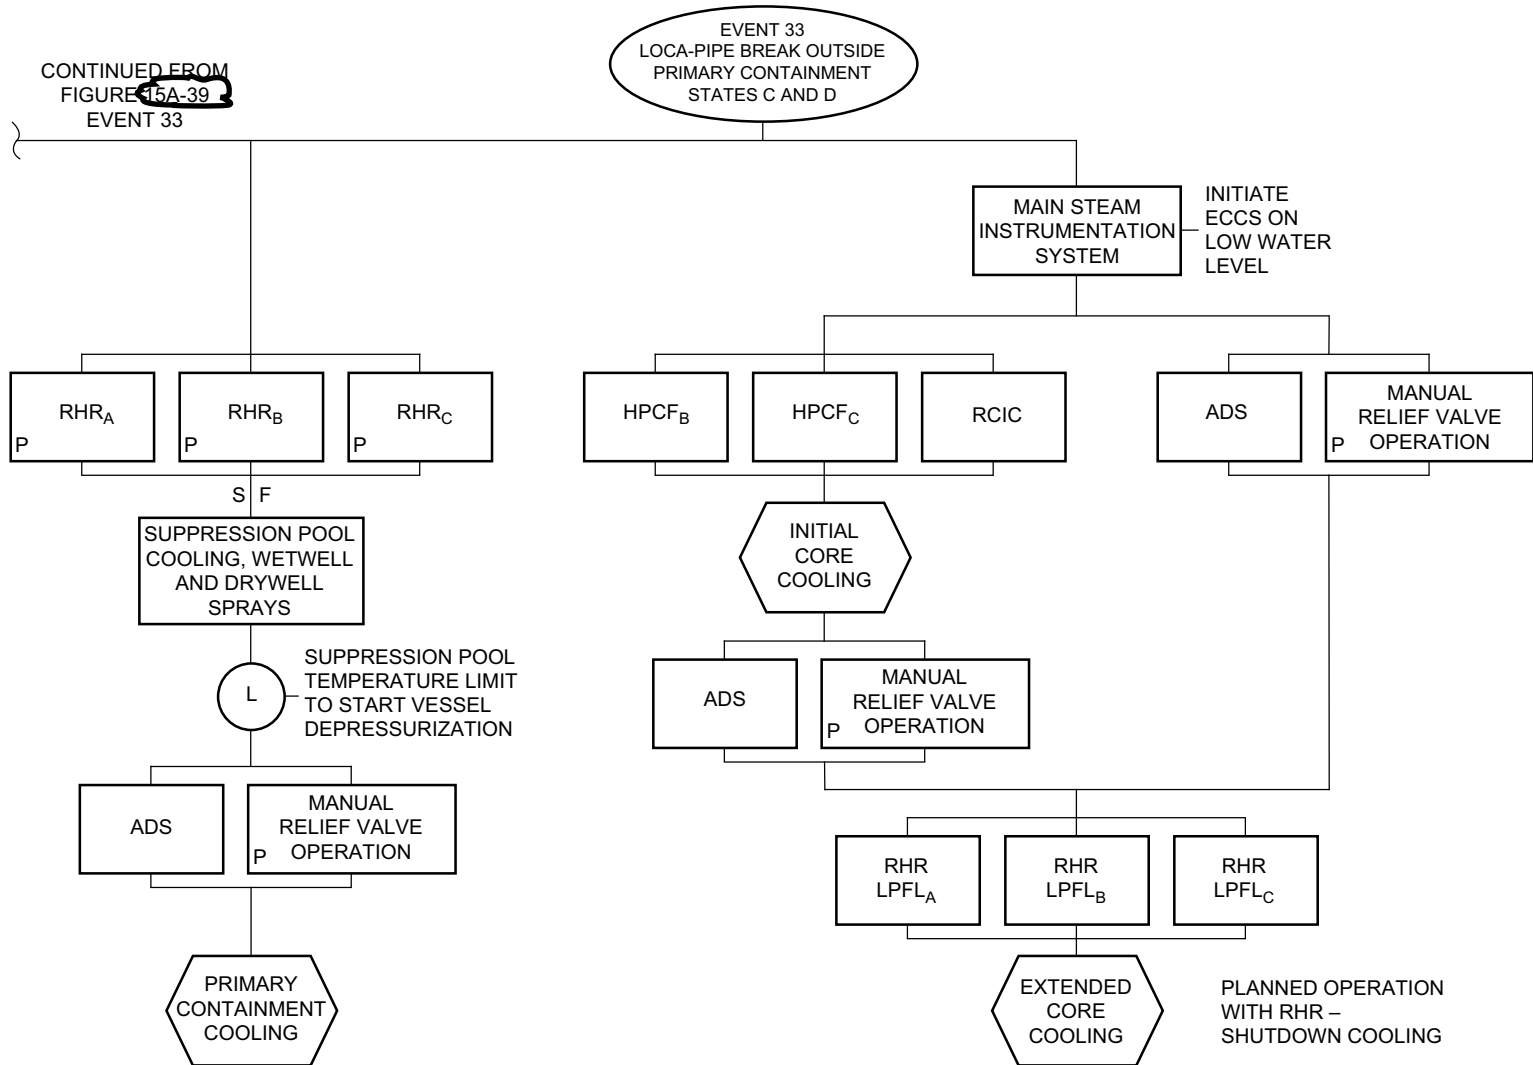 CONTINUED FROM
FIGURE 15A-39
EVENT 33
EVENT 33
LOCA-PIPE BREAK OUTSIDE
PRIMARY CONTAINMENT
STATES C AND D
MAIN STEAM
INSTRUMENTATION
SYSTEM
INITIATE
ECCS ON
LOW WATER
LEVEL
RHRA
P
RHRB
P
RHRC
P
HPCFB
HPCFC
RCIC
ADS
MANUAL
RELIEF VALVE
OPERATION
P
S F
SUPPRESSION POOL
COOLING, WETWELL
AND DRYWELL
SPRAYS
INITIAL
CORE
COOLING
L
SUPPRESSION POOL
TEMPERATURE LIMIT
TO START VESSEL
DEPRESSURIZATION
ADS
MANUAL
RELIEF VALVE
OPERATION
P
ADS
MANUAL
RELIEF VALVE
OPERATION
P
RHR
LPFLA
RHR
LPFLB
RHR
LPFLC
PRIMARY
CONTAINMENT
COOLING
EXTENDED
CORE
COOLING
PLANNED OPERATION
WITH RHR –
SHUTDOWN COOLING